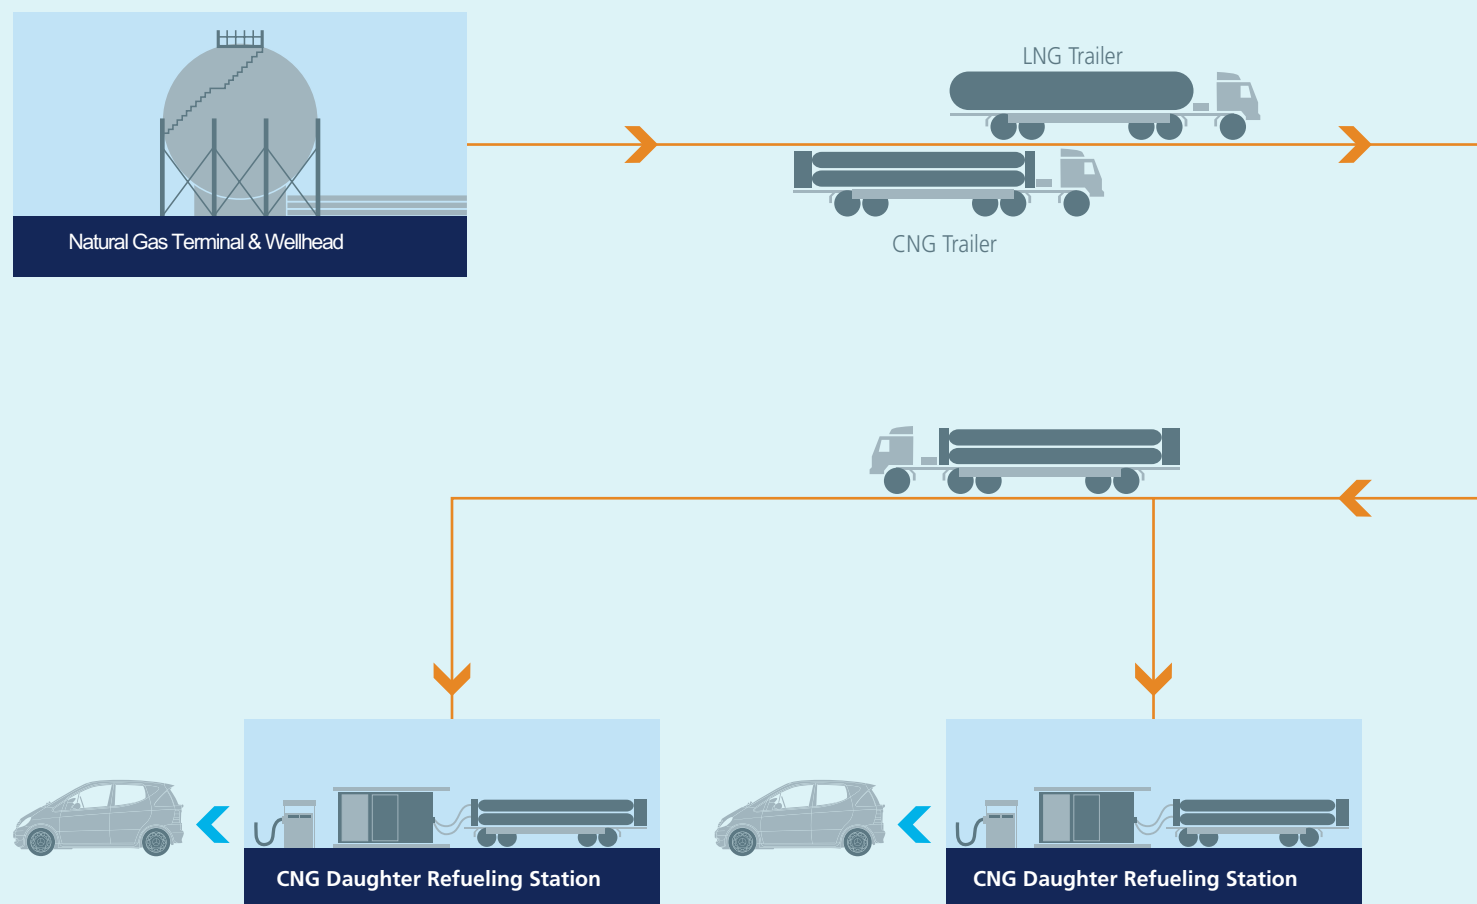 LNG Trailer
Natural Gas Terminal & Wellhead
CNG Trailer
CNG Daughter Refueling Station
CNG Daughter Refueling Station